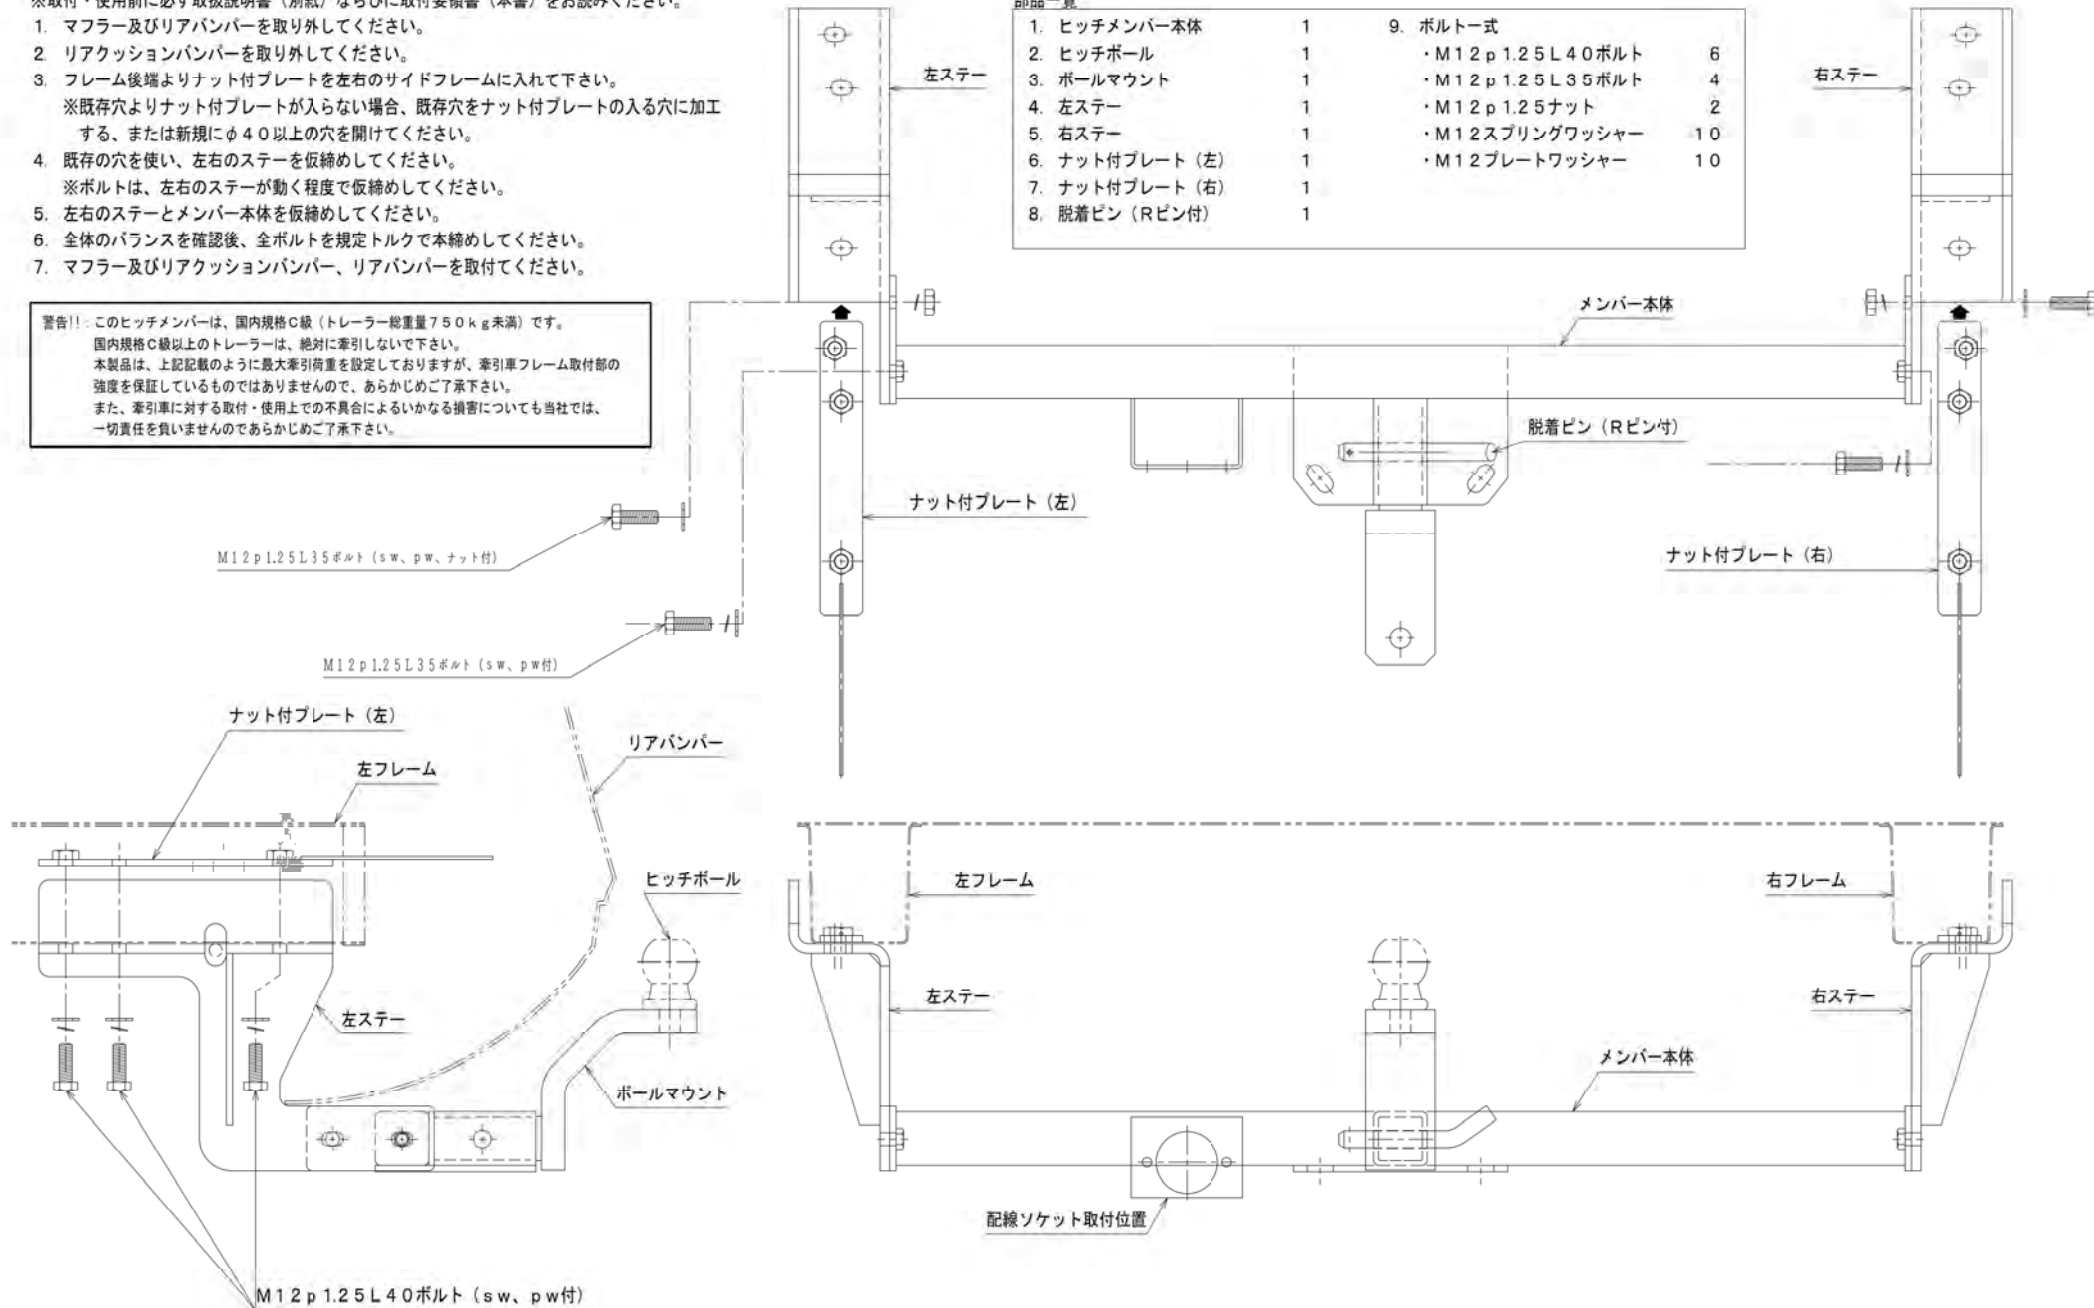 ※取付・使用前に必ず取扱説明書（別紙）ならびに取付要領書（本書）をお読みください。
1. マフラー及びリアバンパーを取り外してください。
2. リアクッションバンパーを取り外してください。
3. フレーム後端よりナット付プレートを左右のサイドフレームに入れて下さい。
※既存穴よりナット付プレートが入らない場合、既存穴をナット付プレートの入る穴に加工
する、または新規にφ40以上の穴を開けてください。
4. 既存の穴を使い、左右のステーを仮締めしてください。
※ボルトは、左右のステーが動く程度で仮締めしてください。
5. 左右のステーとメンバー本体を仮締めしてください。
6. 全体のバランスを確認後、全ボルトを規定トルクで本締めしてください。
7. マフラー及びリアクッションバンパー、リアバンパーを取付てください。
警告!!:このヒッチメンバーは、国内規格C級（トレーラー総重量750kg未満）です。
国内規格C級以上のトレーラーは、絶対に牽引しないで下さい。
本製品は、上記記載のように最大牽引荷重を設定しておりますが、牽引車フレーム取付部の
強度を保証しているものではありませんので、あらかじめご了承下さい。
また、牽引車に対する取付・使用上での不具合によるいかなる損害についても当社では、
一切責任を負いませんのであらかじめご了承下さい。
部品一覧
1. ヒッチメンバー本体 1
2. ヒッチボール 1
3. ボールマウント 1
4. 左ステー 1
5. 右ステー 1
6. ナット付プレート（左） 1
7. ナット付プレート（右） 1
8. 脱着ピン（Rピン付） 1
9. ボルト一式
・M12p1.25L40ボルト 6
・M12p1.25L35ボルト 4
・M12p1.25ナット 2
・M12スプリングワッシャー 10
・M12プレートワッシャー 10
左ステー
右ステー
メンバー本体
脱着ピン（Rピン付）
ナット付プレート（左）
ナット付プレート（右）
M12p1.25L35ボルト（sw、pw、ナット付）
M12p1.25L35ボルト（sw、pw付）
ナット付プレート（左）
左フレーム
リアバンパー
ヒッチボール
左ステー
ボールマウント
M12p1.25L40ボルト（sw、pw付）
左フレーム
右フレーム
左ステー
右ステー
メンバー本体
配線ソケット取付位置